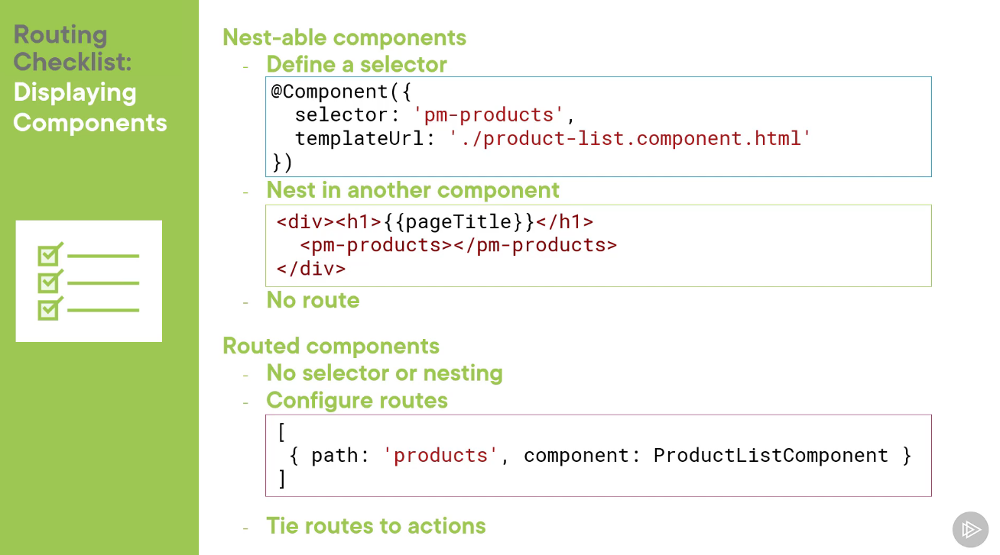 Routing
Checklist:
Displaying
Components
Nest-able components
- Define a selector
@Component({
  selector: 'pm-products',
  templateUrl: './product-list.component.html'
})
- Nest in another component
<div><h1>{{pageTitle}}</h1>
  <pm-products></pm-products>
</div>
- No route
Routed components
- No selector or nesting
- Configure routes
[
 { path: 'products', component: ProductListComponent }
]
- Tie routes to actions